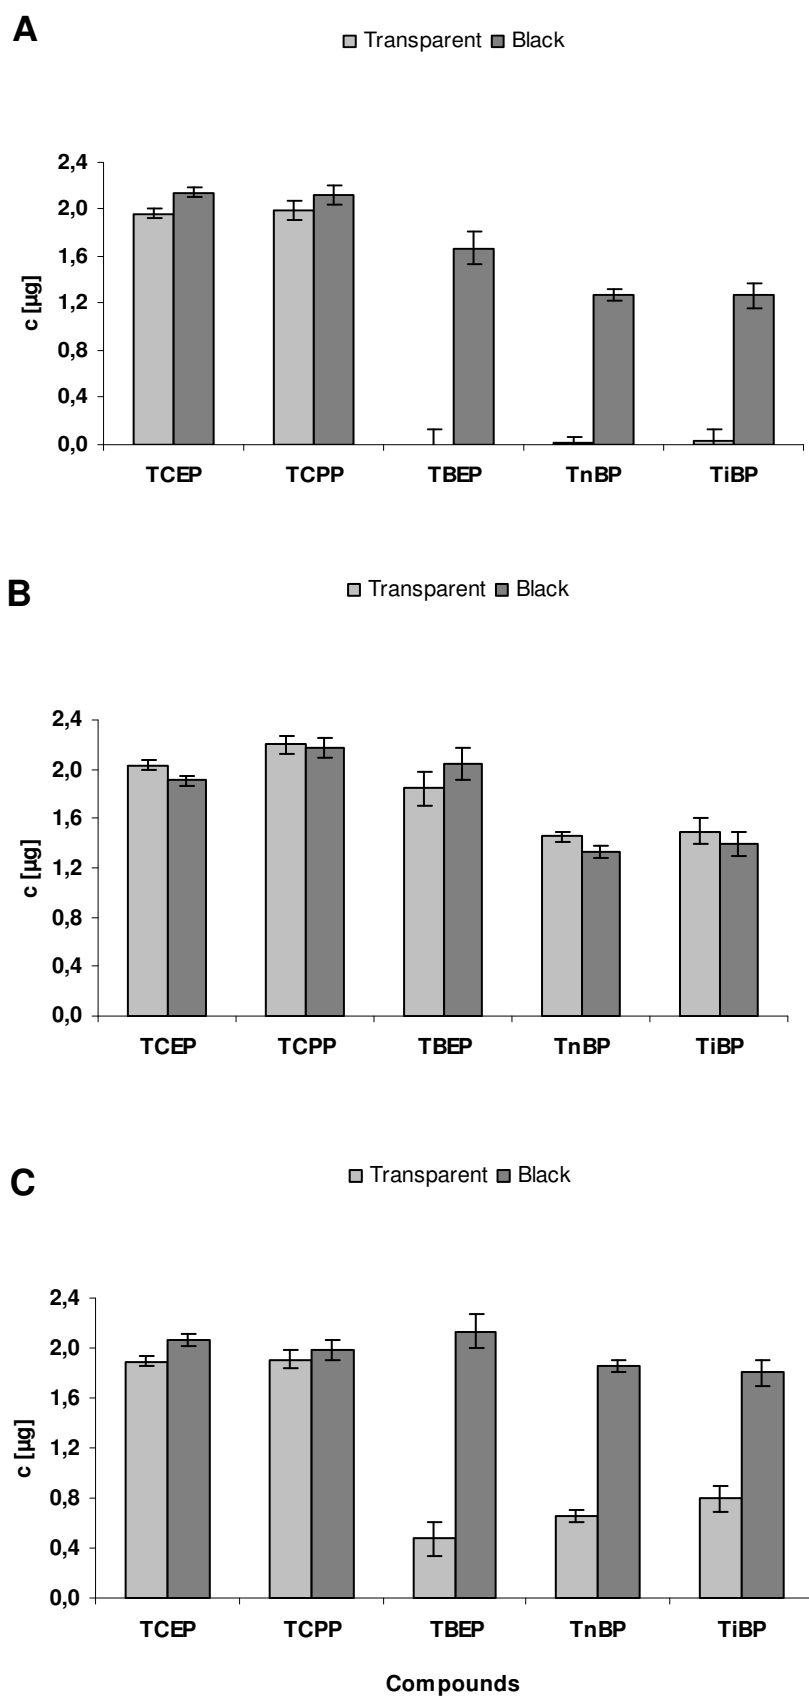 A
Transparent Black
2,4
2,0
1,6
1,2
0,8
0,4
0,0
c [µg]
TCEP TCPP TBEP TnBP TiBP
B
Transparent Black
2,4
2,0
1,6
1,2
0,8
0,4
0,0
c [µg]
TCEP TCPP TBEP TnBP TiBP
C
Transparent Black
2,4
2,0
1,6
1,2
0,8
0,4
0,0
c [µg]
TCEP TCPP TBEP TnBP TiBP
Compounds